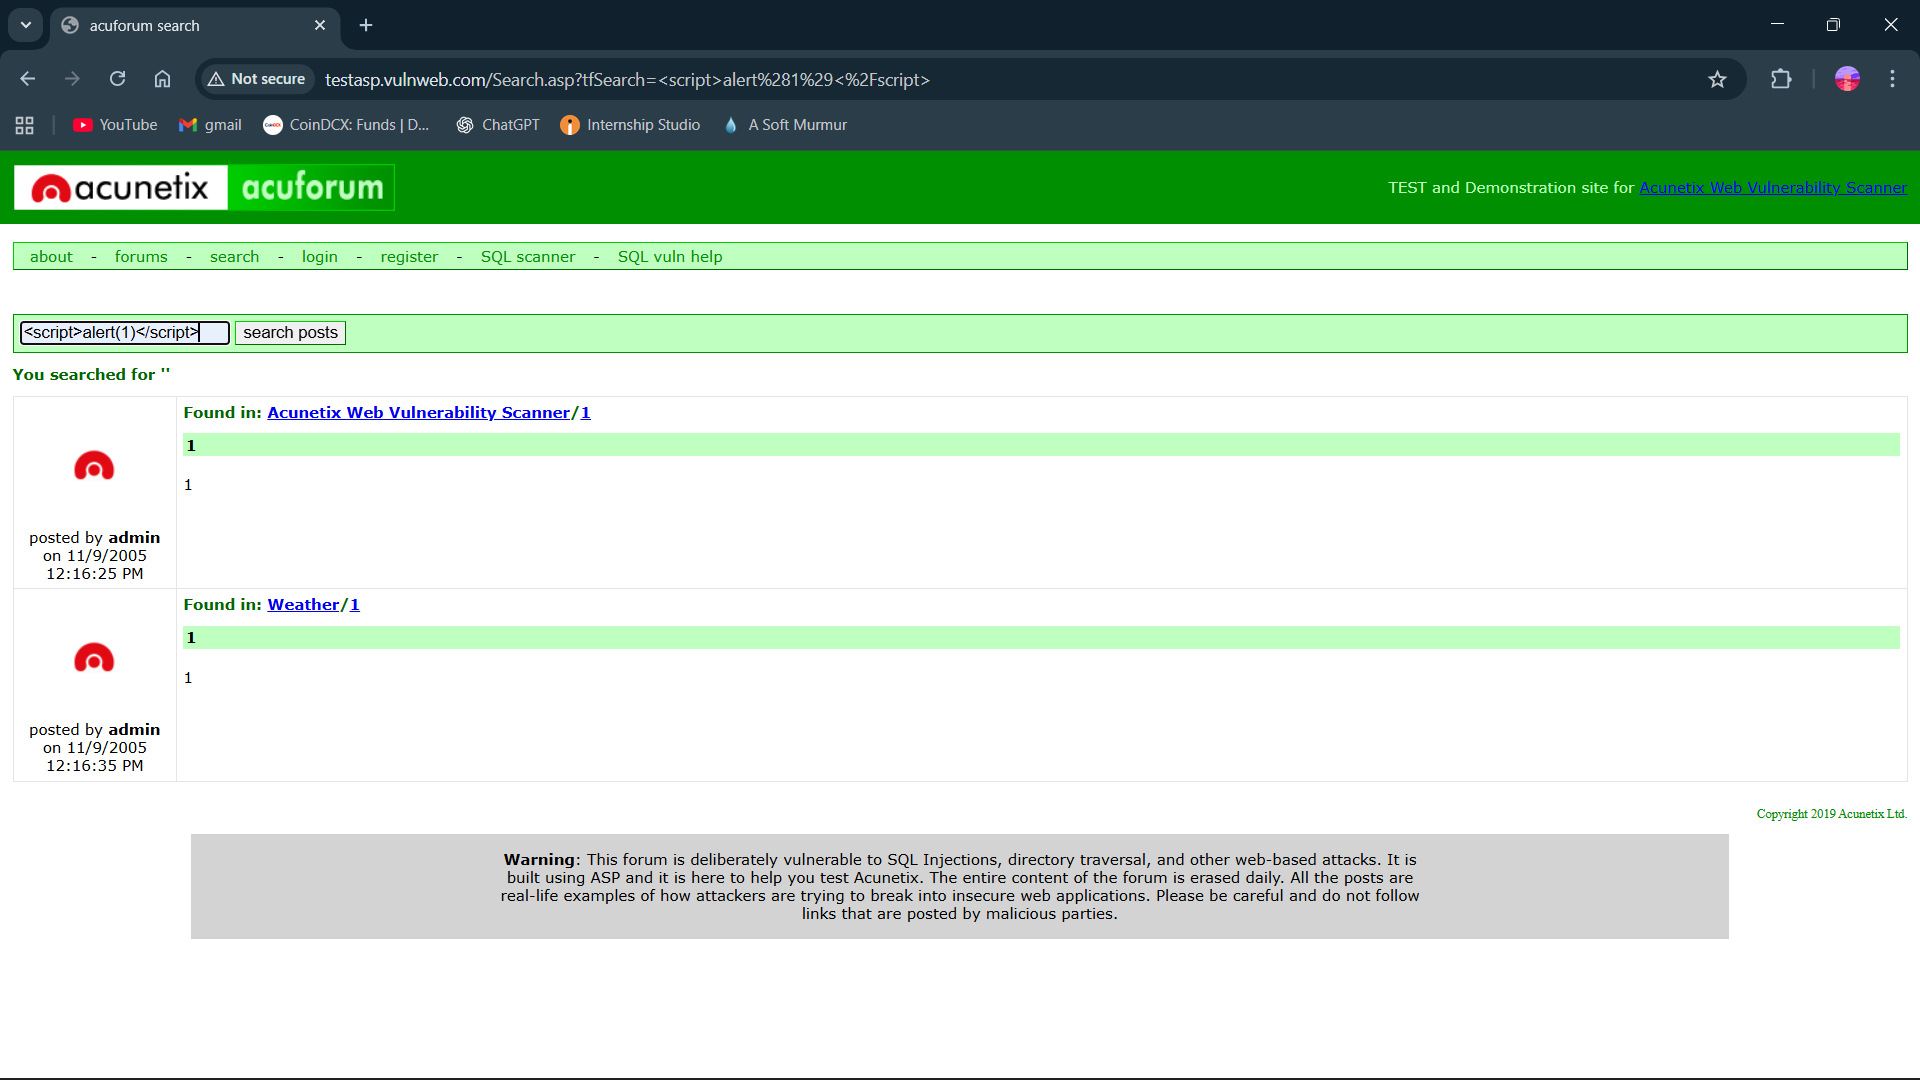 acuforum search
Not secure
testasp.vulnweb.com/Search.asp?tfSearch=<script>alert%281%29<%2Fscript>
YouTube
gmail
CoinDCX: Funds | D...
ChatGPT
Internship Studio
A Soft Murmur
acunetix acuforum
TEST and Demonstration site for Acunetix Web Vulnerability Scanner
about - forums - search - login - register - SQL scanner - SQL vuln help
<script>alert(1)</script> search posts
You searched for ''
Found in: Acunetix Web Vulnerability Scanner/1
1
1
posted by admin
on 11/9/2005
12:16:25 PM
Found in: Weather/1
1
1
posted by admin
on 11/9/2005
12:16:35 PM
Copyright 2019 Acunetix Ltd.
Warning: This forum is deliberately vulnerable to SQL Injections, directory traversal, and other web-based attacks. It is
built using ASP and it is here to help you test Acunetix. The entire content of the forum is erased daily. All the posts are
real-life examples of how attackers are trying to break into insecure web applications. Please be careful and do not follow
links that are posted by malicious parties.